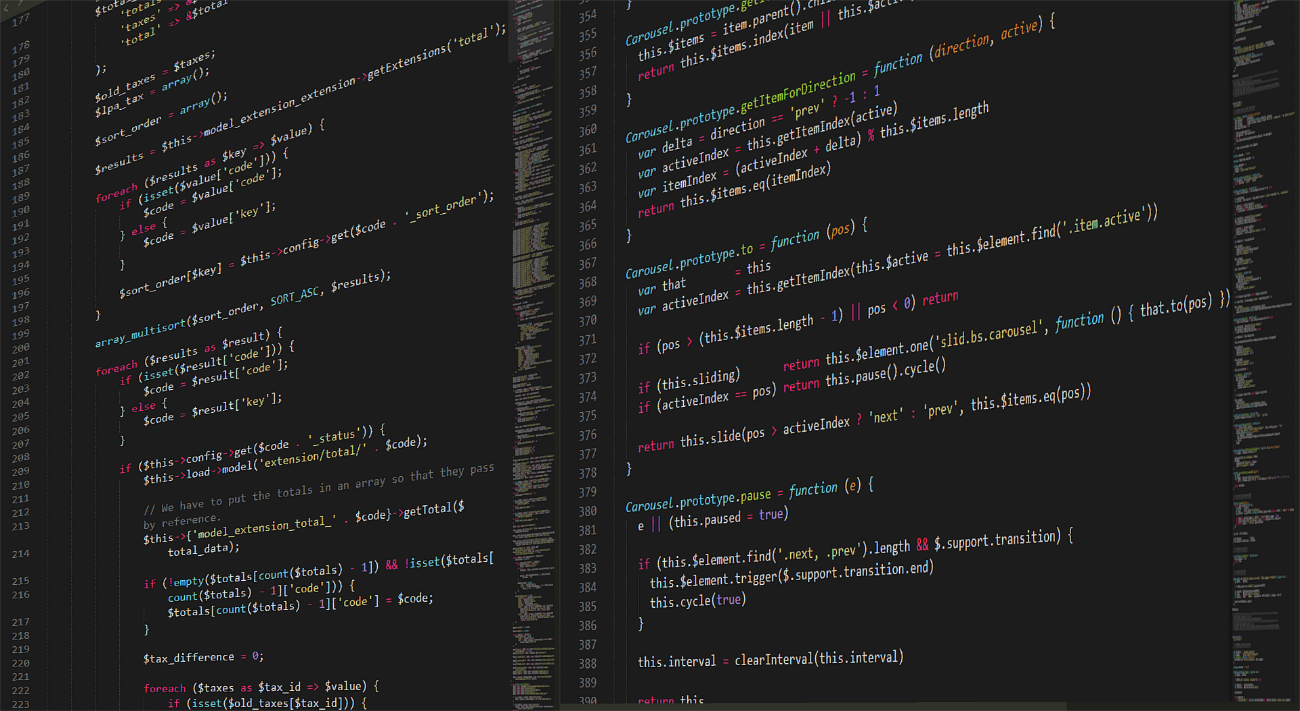 177
178 $tota
179 'totals
180 'taxes' => &
181 'total' => &$total
182 );
183
184 $old_taxes = $taxes;
185 $lpa_tax = array();
186
187 $sort_order = array();
188
189 $results = $this->model_extension_extension->getExtensions('total');
190
191 foreach ($results as $key => $value) {
192 if (isset($value['code'])) {
193 $code = $value['code'];
194 } else {
195 $code = $value['key'];
196 }
197
198 $sort_order[$key] = $this->config->get($code . '_sort_order');
199 }
200
201 array_multisort($sort_order, SORT_ASC, $results);
202
203 foreach ($results as $result) {
204 if (isset($result['code'])) {
205 $code = $result['code'];
206 } else {
207 $code = $result['key'];
208 }
209
210 if ($this->config->get($code . '_status')) {
211 $this->load->model('extension/total/' . $code);
212
213 // We have to put the totals in an array so that they pass
by reference.
214 $this->{'model_extension_total_' . $code}->getTotal($
total_data);
215
216 if (!empty($totals[count($totals) - 1]) && !isset($totals[
count($totals) - 1]['code'])) {
217 $totals[count($totals) - 1]['code'] = $code;
218 }
219
220 $tax_difference = 0;
221
222 foreach ($taxes as $tax_id => $value) {
223 if (isset($old_taxes[$tax_id])) {
354 }
355
356 Carousel.prototype.getI
357 this.$items = item.parent().chi
358 return this.$items.index(item || this.$acti
359 }
360
361 Carousel.prototype.getItemForDirection = function (direction, active) {
362 var delta = direction == 'prev' ? -1 : 1
363 var activeIndex = this.getItemIndex(active)
364 var itemIndex = (activeIndex + delta) % this.$items.length
365 return this.$items.eq(itemIndex)
366 }
367
368 Carousel.prototype.to = function (pos) {
369 var that = this
370 var activeIndex = this.getItemIndex(this.$active = this.$element.find('.item.active'))
371
372 if (pos > (this.$items.length - 1) || pos < 0) return
373
374 if (this.sliding) return this.$element.one('slid.bs.carousel', function () { that.to(pos) })
375 if (activeIndex == pos) return this.pause().cycle()
376
377 return this.slide(pos > activeIndex ? 'next' : 'prev', this.$items.eq(pos))
378 }
379
380 Carousel.prototype.pause = function (e) {
381 e || (this.paused = true)
382
383 if (this.$element.find('.next, .prev').length && $.support.transition) {
384 this.$element.trigger($.support.transition.end)
385 this.cycle(true)
386 }
387
388 this.interval = clearInterval(this.interval)
389
390 return this